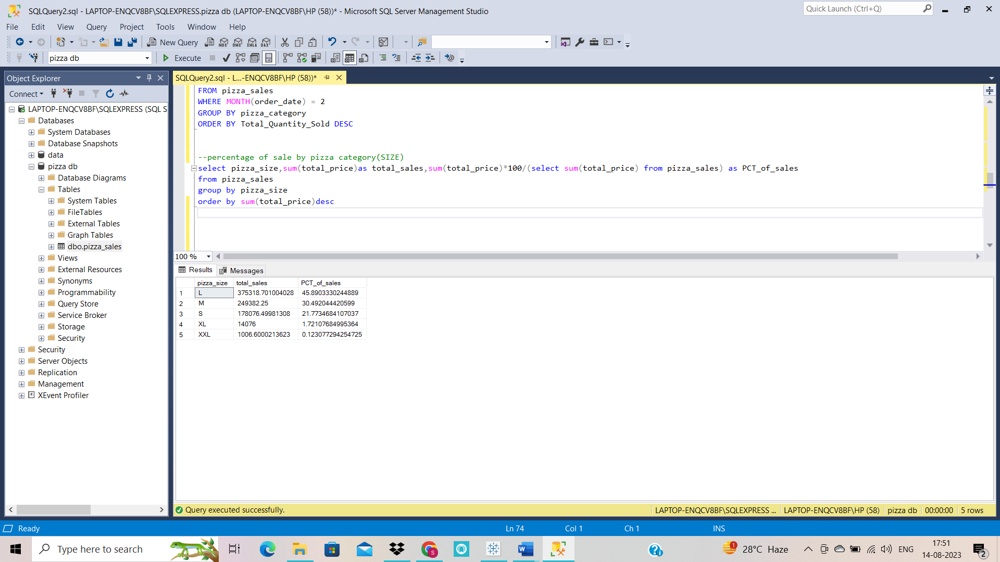 SQLQuery2.sql - LAPTOP-ENQCV8BF\SQLEXPRESS.pizza db (LAPTOP-ENQCV8BF\HP (58))* - Microsoft SQL Server Management Studio
Quick Launch (Ctrl+Q)
File Edit View Query Project Tools Window Help
New Query MDX DMX XMLA DAX
pizza db Execute
Object Explorer
SQLQuery2.sql - L...-ENQCV8BF\HP (58))*
Connect
LAPTOP-ENQCV8BF\SQLEXPRESS (SQL S
Databases
System Databases
Database Snapshots
data
pizza db
Database Diagrams
Tables
System Tables
FileTables
External Tables
Graph Tables
dbo.pizza_sales
Views
External Resources
Synonyms
Programmability
Query Store
Service Broker
Storage
Security
Security
Server Objects
Replication
Management
XEvent Profiler
FROM pizza_sales
WHERE MONTH(order_date) = 2
GROUP BY pizza_category
ORDER BY Total_Quantity_Sold DESC
--percentage of sale by pizza category(SIZE)
select pizza_size,sum(total_price)as total_sales,sum(total_price)*100/(select sum(total_price) from pizza_sales) as PCT_of_sales
from pizza_sales
group by pizza_size
order by sum(total_price)desc
100 %
Results Messages
pizza_size total_sales PCT_of_sales
1 L 375318.701004028 45.8903330244889
2 M 249382.25 30.492044420599
3 S 178076.49981308 21.7734684107037
4 XL 14076 1.72107684995364
5 XXL 1006.6000213623 0.123077294254725
Query executed successfully.
LAPTOP-ENQCV8BF\SQLEXPRESS ... LAPTOP-ENQCV8BF\HP (58) pizza db 00:00:00 5 rows
Ready Ln 74 Col 1 Ch 1 INS
Type here to search
S
W
1
28°C Haze
ENG
17:51
14-08-2023
2